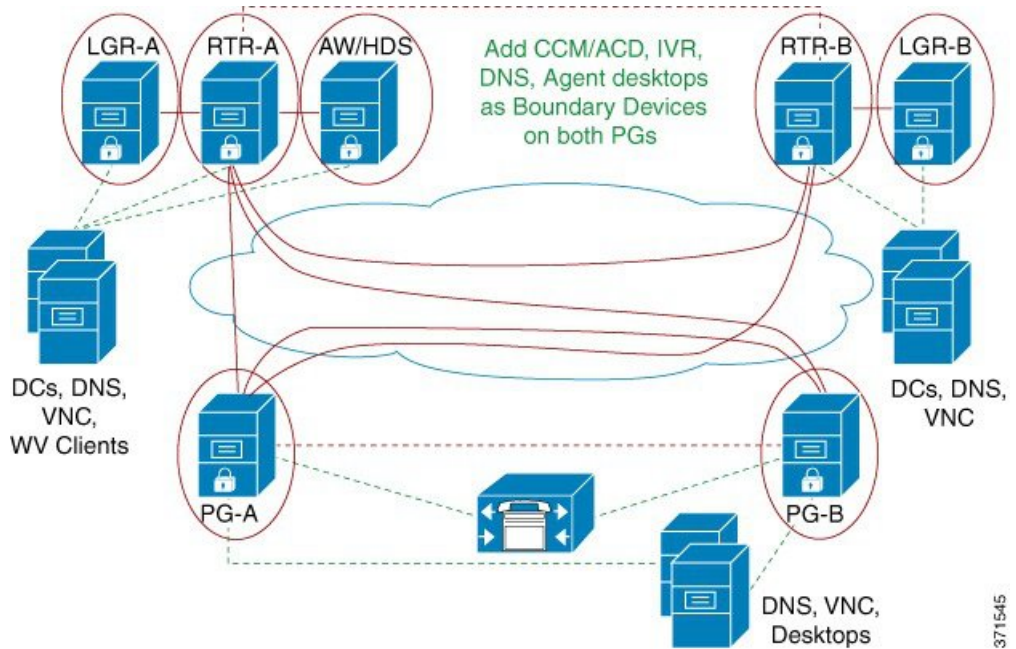 LGR-A
RTR-A
AW/HDS
Add CCM/ACD, IVR,
DNS, Agent desktops
as Boundary Devices
on both PGs
RTR-B
LGR-B
DCs, DNS,
VNC,
WV Clients
DCs, DNS,
VNC
PG-A
PG-B
DNS, VNC,
Desktops
371545